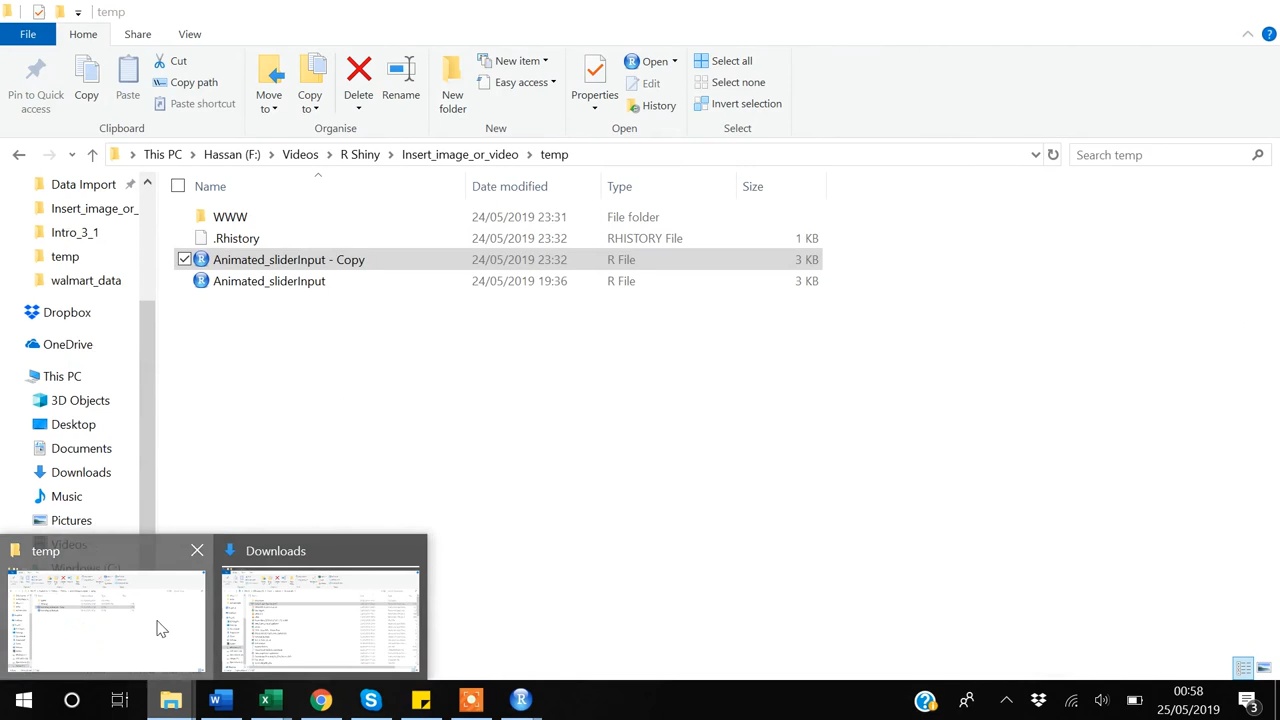 temp
File Home Share View
Pin to Quick access
Copy
Paste
Cut
Copy path
Paste shortcut
Clipboard
Move to
Copy to
Delete
Rename
Organise
New folder
New item
Easy access
New
Properties
Open
Edit
History
Open
Select all
Select none
Invert selection
Select
This PC Hassan (F:) Videos R Shiny Insert_image_or_video temp
Search temp
Data Import
Insert_image_or_
Intro_3_1
temp
walmart_data
Dropbox
OneDrive
This PC
3D Objects
Desktop
Documents
Downloads
Music
Pictures
Videos
Windows (C:)
Name Date modified Type Size
WWW 24/05/2019 23:31 File folder
.Rhistory 24/05/2019 23:32 RHISTORY File 1 KB
Animated_sliderInput - Copy 24/05/2019 23:32 R File 3 KB
Animated_sliderInput 24/05/2019 19:36 R File 3 KB
temp
Downloads
00:58
25/05/2019
3